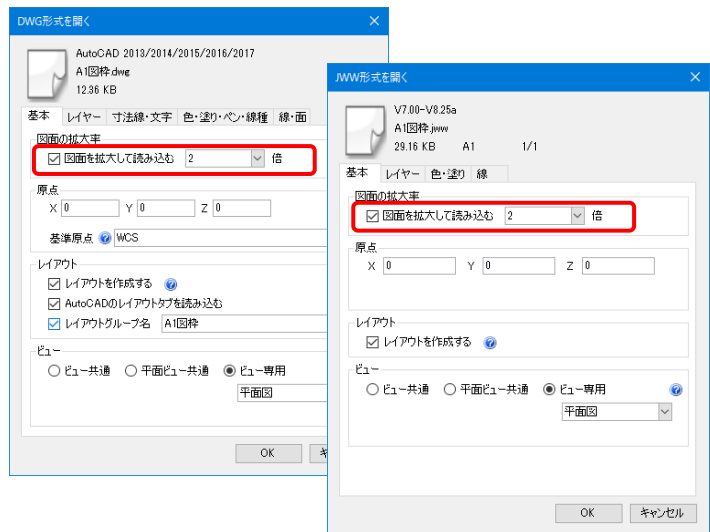 DWG形式を開く
AutoCAD 2013/2014/2015/2016/2017
A1図枠.dwg
12.36 KB
基本 レイヤー 寸法線・文字 色・塗り・ペン・線種 線・面
図面の拡大率
図面を拡大して読み込む 2 倍
原点
X 0 Y 0 Z 0
基準原点 WCS
レイアウト
レイアウトを作成する
AutoCADのレイアウトタブを読み込む
レイアウトグループ名 A1図枠
ビュー
ビュー共通 平面ビュー共通 ビュー専用
平面図
OK キ
JWW形式を開く
V7.00-V8.25a
A1図枠.jww
29.16 KB A1 1/1
基本 レイヤー 色・塗り 線
図面の拡大率
図面を拡大して読み込む 2 倍
原点
X 0 Y 0 Z 0
レイアウト
レイアウトを作成する
ビュー
ビュー共通 平面ビュー共通 ビュー専用
平面図
OK キャンセル